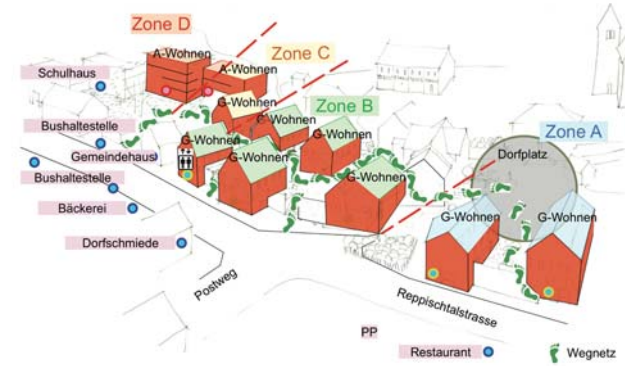 Zone D
Zone C
A-Wohnen
A-Wohnen
Schulhaus
G-Wohnen
Zone B
G-Wohnen
Bushaltestelle
G-Wohnen
G-Wohnen
Zone A
Gemeindehaus
G-Wohnen
Dorfplatz
Bushaltestelle
G-Wohnen
Bäckerei
G-Wohnen
G-Wohnen
Dorfschmiede
Postweg
Reppischtalstrasse
PP
Restaurant
Wegnetz